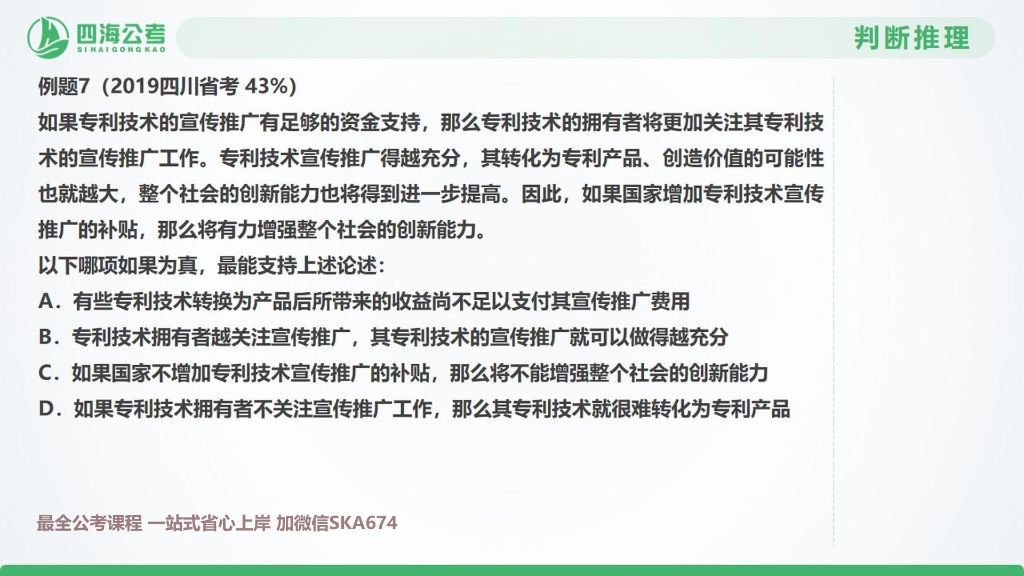 四海公考
SIHAIGONGKAO
判断推理
例题7（2019四川省考 43%）
如果专利技术的宣传推广有足够的资金支持，那么专利技术的拥有者将更加关注其专利技
术的宣传推广工作。专利技术宣传推广得越充分，其转化为专利产品、创造价值的可能性
也就越大，整个社会的创新能力也将得到进一步提高。因此，如果国家增加专利技术宣传
推广的补贴，那么将有力增强整个社会的创新能力。
以下哪项如果为真，最能支持上述论述：
A．有些专利技术转换为产品后所带来的收益尚不足以支付其宣传推广费用
B．专利技术拥有者越关注宣传推广，其专利技术的宣传推广就可以做得越充分
C．如果国家不增加专利技术宣传推广的补贴，那么将不能增强整个社会的创新能力
D．如果专利技术拥有者不关注宣传推广工作，那么其专利技术就很难转化为专利产品
最全公考课程 一站式省心上岸 加微信SKA674